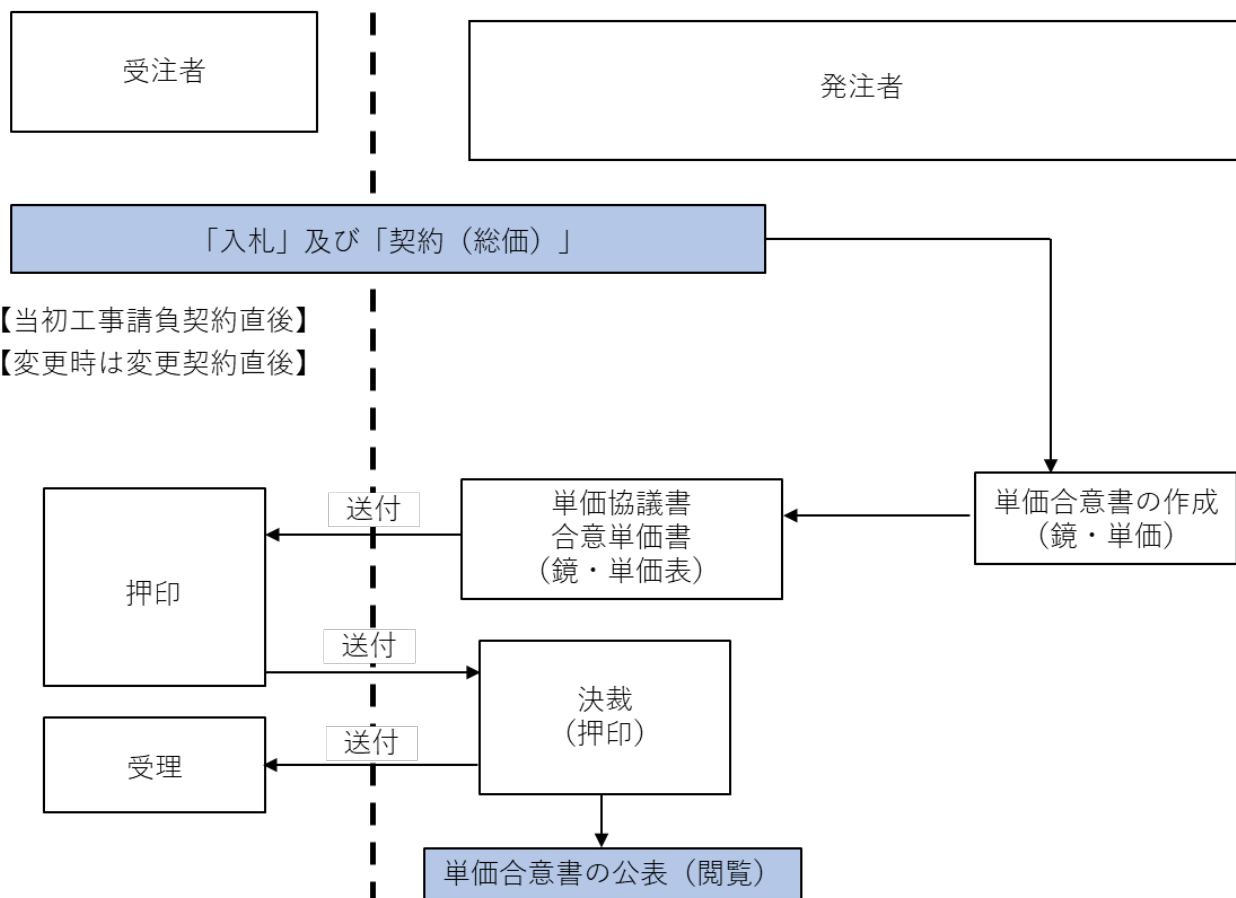 受注者
発注者
「入札」及び「契約（総価）」
【当初工事請負契約直後】
【変更時は変更契約直後】
単価合意書の作成
（鏡・単価）
単価協議書
合意単価書
（鏡・単価表）
送付
押印
送付
決裁
（押印）
送付
受理
単価合意書の公表（閲覧）